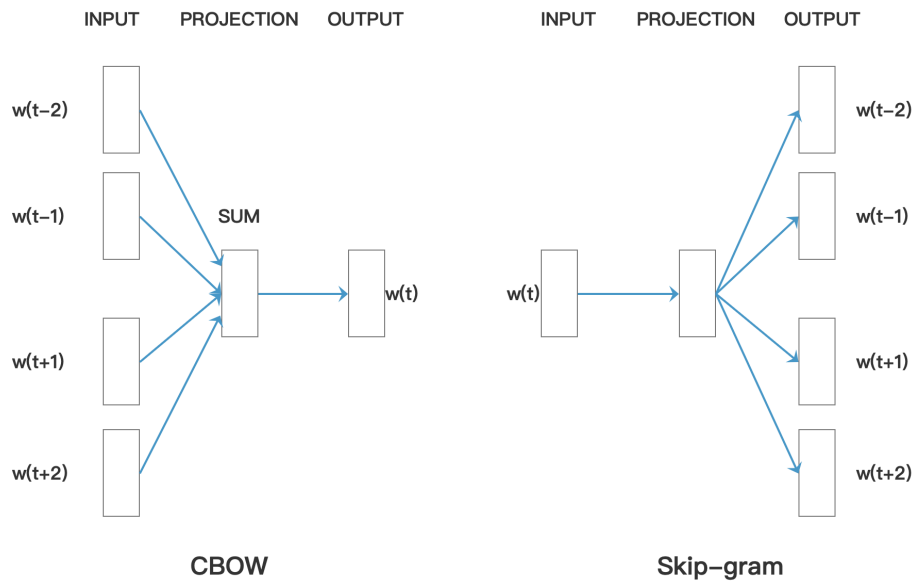 INPUT PROJECTION OUTPUT
w(t-2)
w(t-1)
SUM
w(t)
w(t+1)
w(t+2)
CBOW
INPUT PROJECTION OUTPUT
w(t-2)
w(t-1)
w(t)
w(t+1)
w(t+2)
Skip-gram